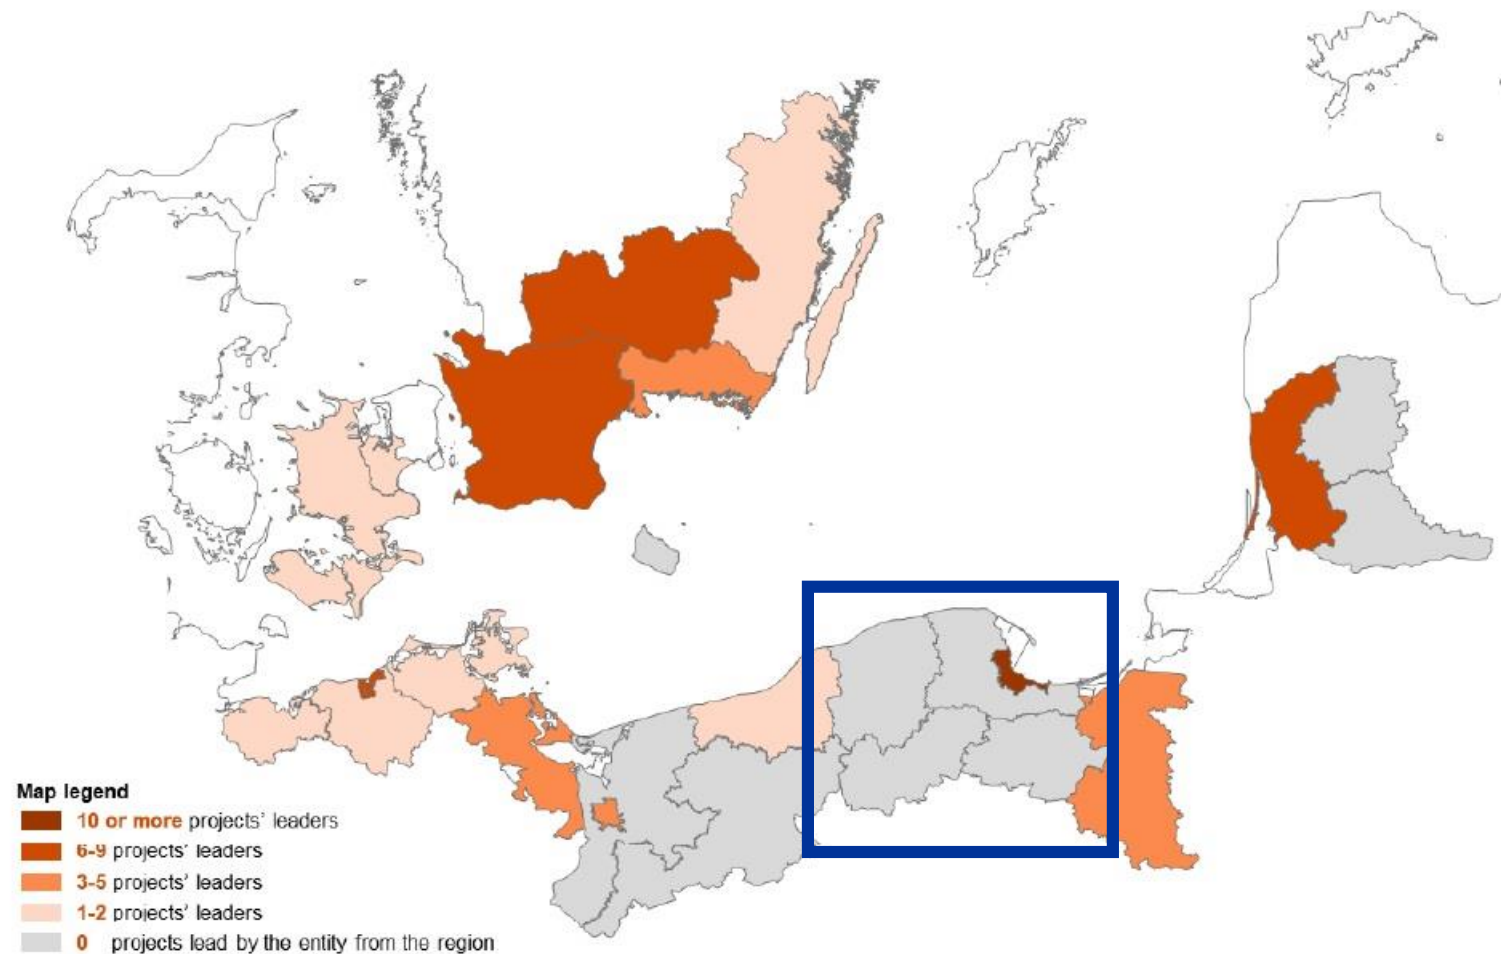 Map legend
10 or more projects' leaders
6-9 projects' leaders
3-5 projects' leaders
1-2 projects' leaders
0 projects lead by the entity from the region